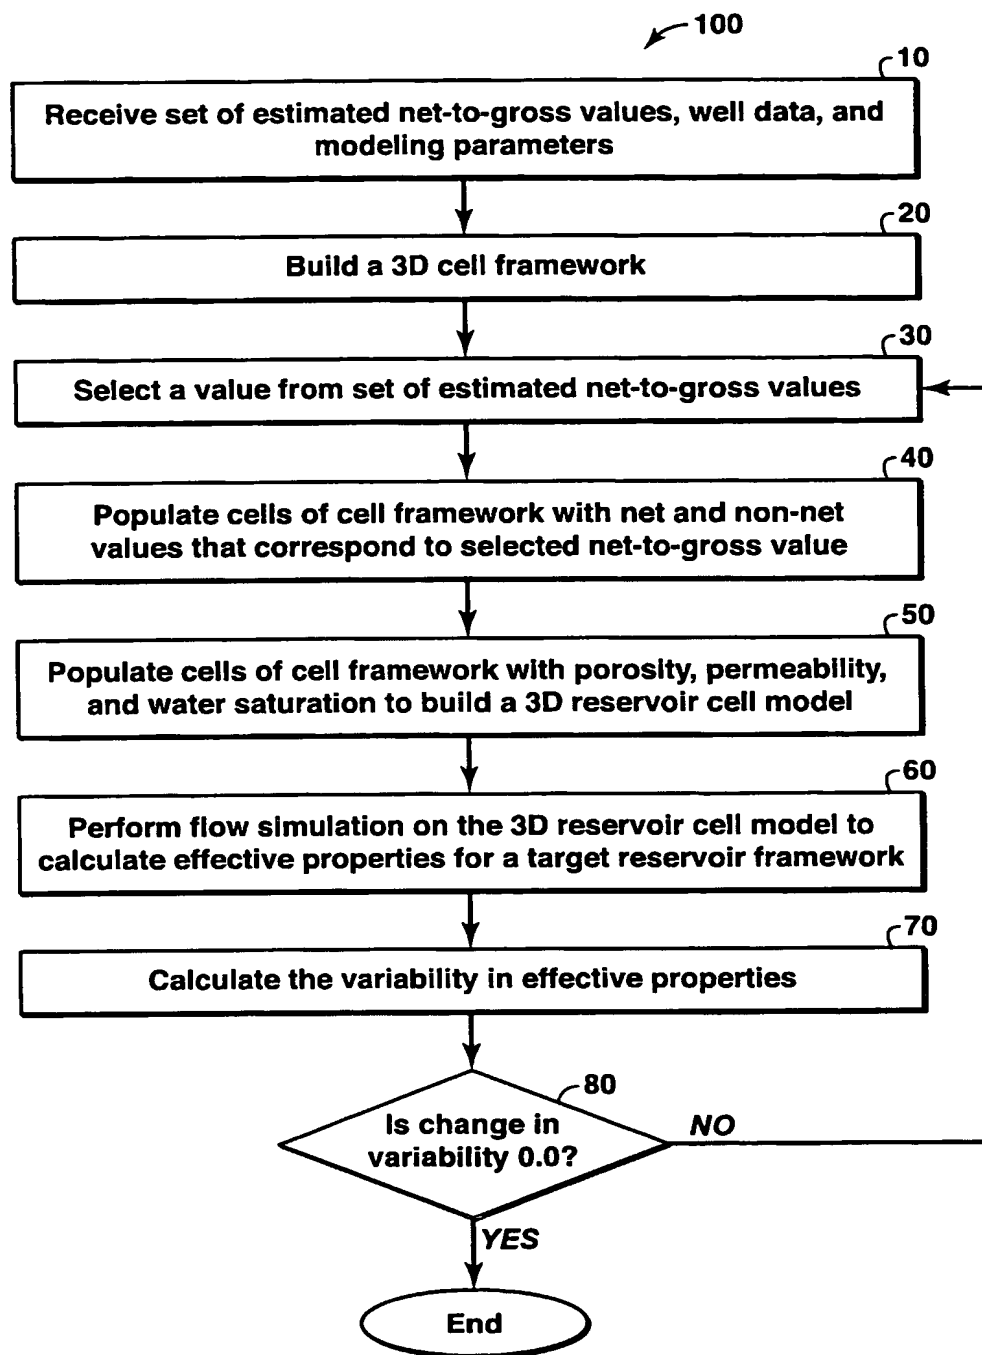 100
10
Receive set of estimated net-to-gross values, well data, and
modeling parameters
20
Build a 3D cell framework
30
Select a value from set of estimated net-to-gross values
40
Populate cells of cell framework with net and non-net
values that correspond to selected net-to-gross value
50
Populate cells of cell framework with porosity, permeability,
and water saturation to build a 3D reservoir cell model
60
Perform flow simulation on the 3D reservoir cell model to
calculate effective properties for a target reservoir framework
70
Calculate the variability in effective properties
80
Is change in
variability 0.0?
NO
YES
End